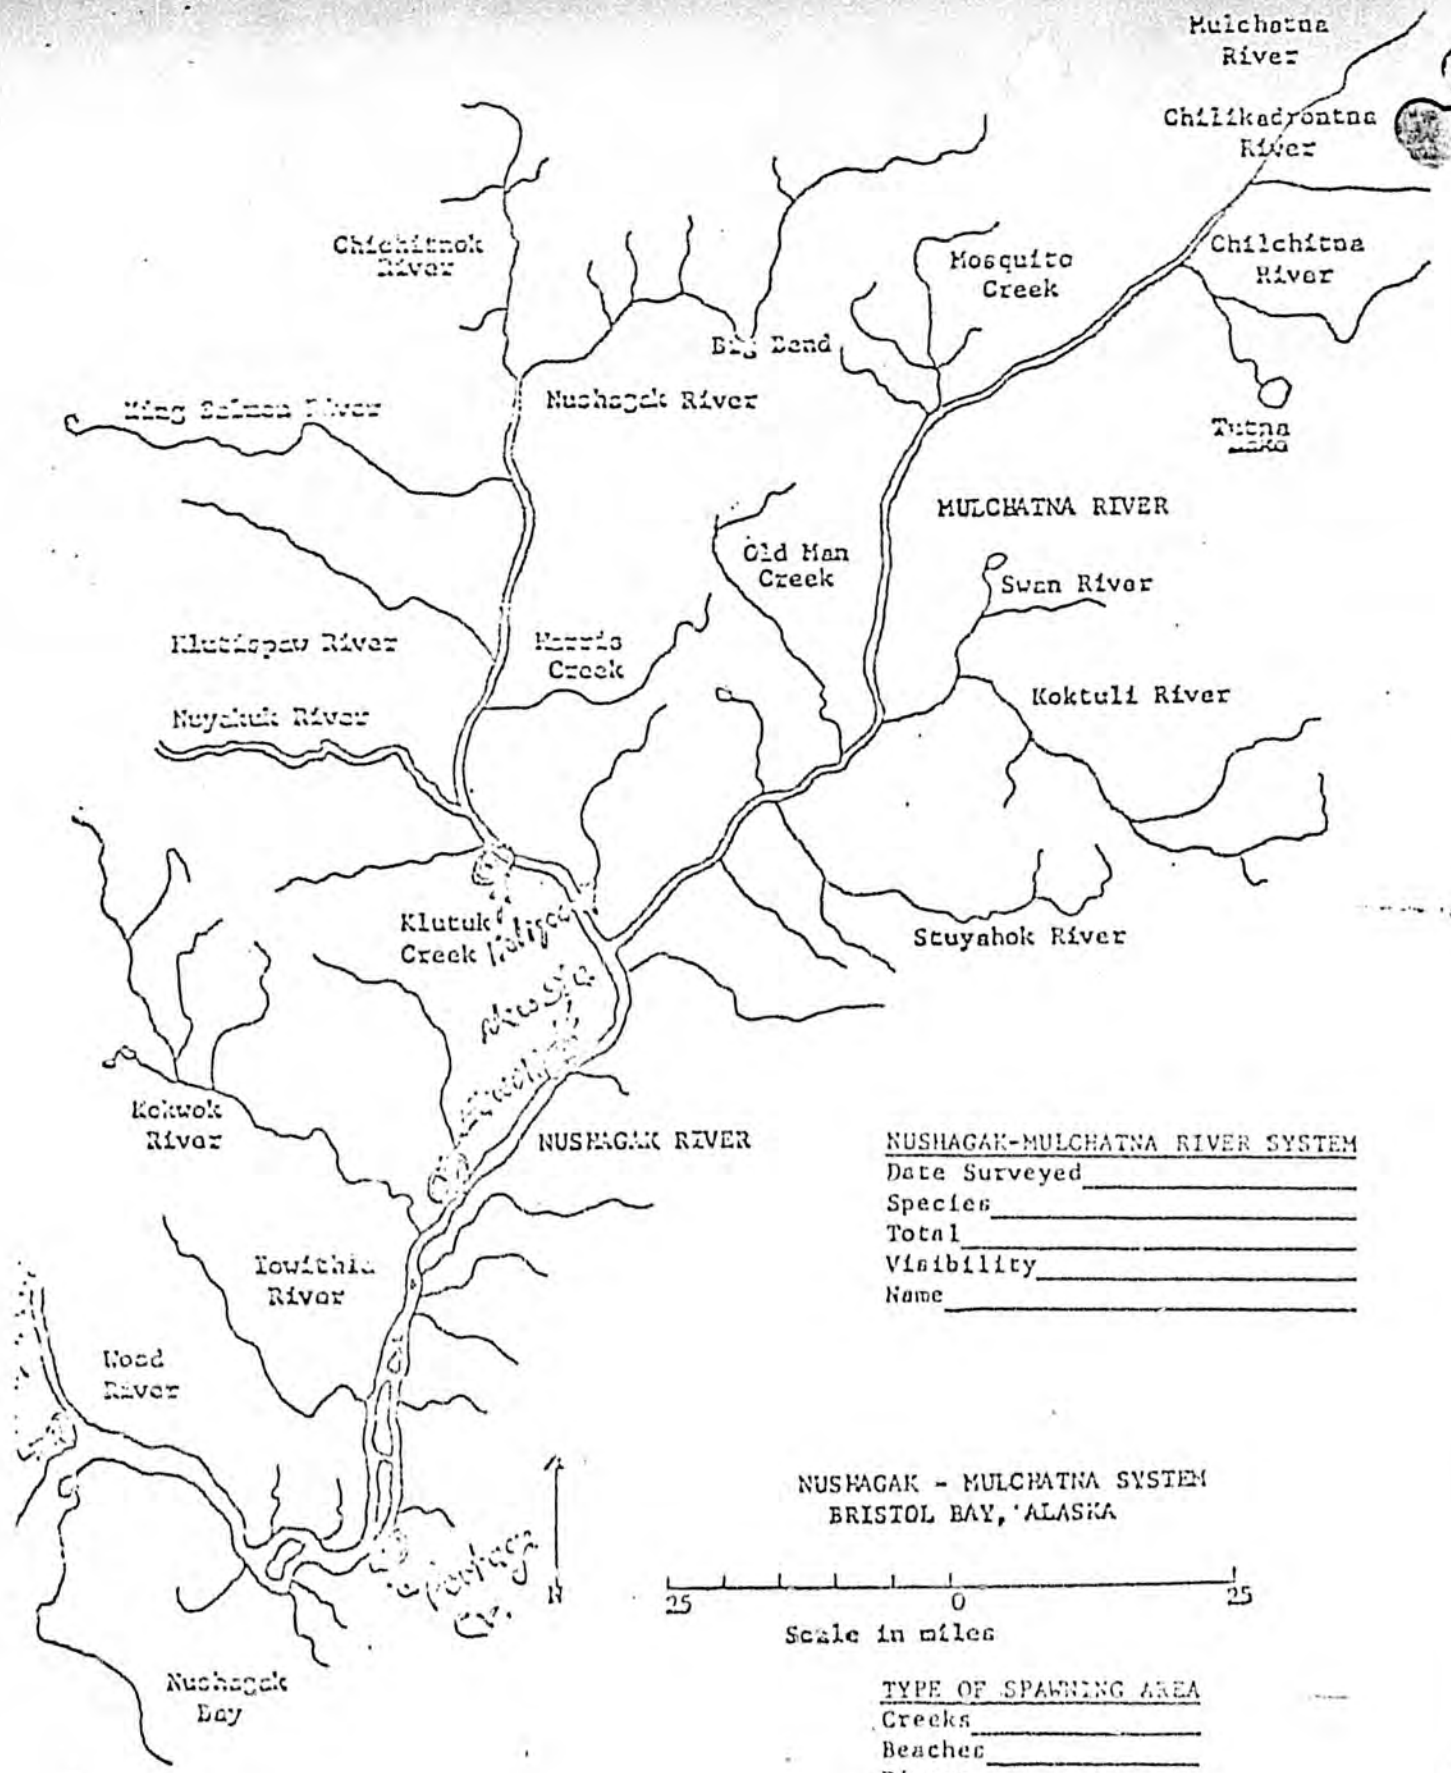 Mulchatna
River
Chilikadrontna
River
Chichitnok
River
Mosquito
Creek
Chilchitna
River
Big Bend
King Salmon River
Nushagak River
Tutna
Lake
MULCHATNA RIVER
Old Man
Creek
Swan River
Klutispaw River
Harris
Creek
Nuyakuk River
Koktuli River
Klutuk
Creek
Stuyahok River
Kokwok
River
NUSHAGAK RIVER
NUSHAGAK-MULCHATNA RIVER SYSTEM
Date Surveyed
Species
Total
Visibility
Name
Iowithla
River
Wood
River
NUSHAGAK - MULCHATNA SYSTEM
BRISTOL BAY, ALASKA
Portage
Cr.
N
25 0 25
Scale in miles
Nushagak
Bay
TYPE OF SPAWNING AREA
Creeks
Beaches